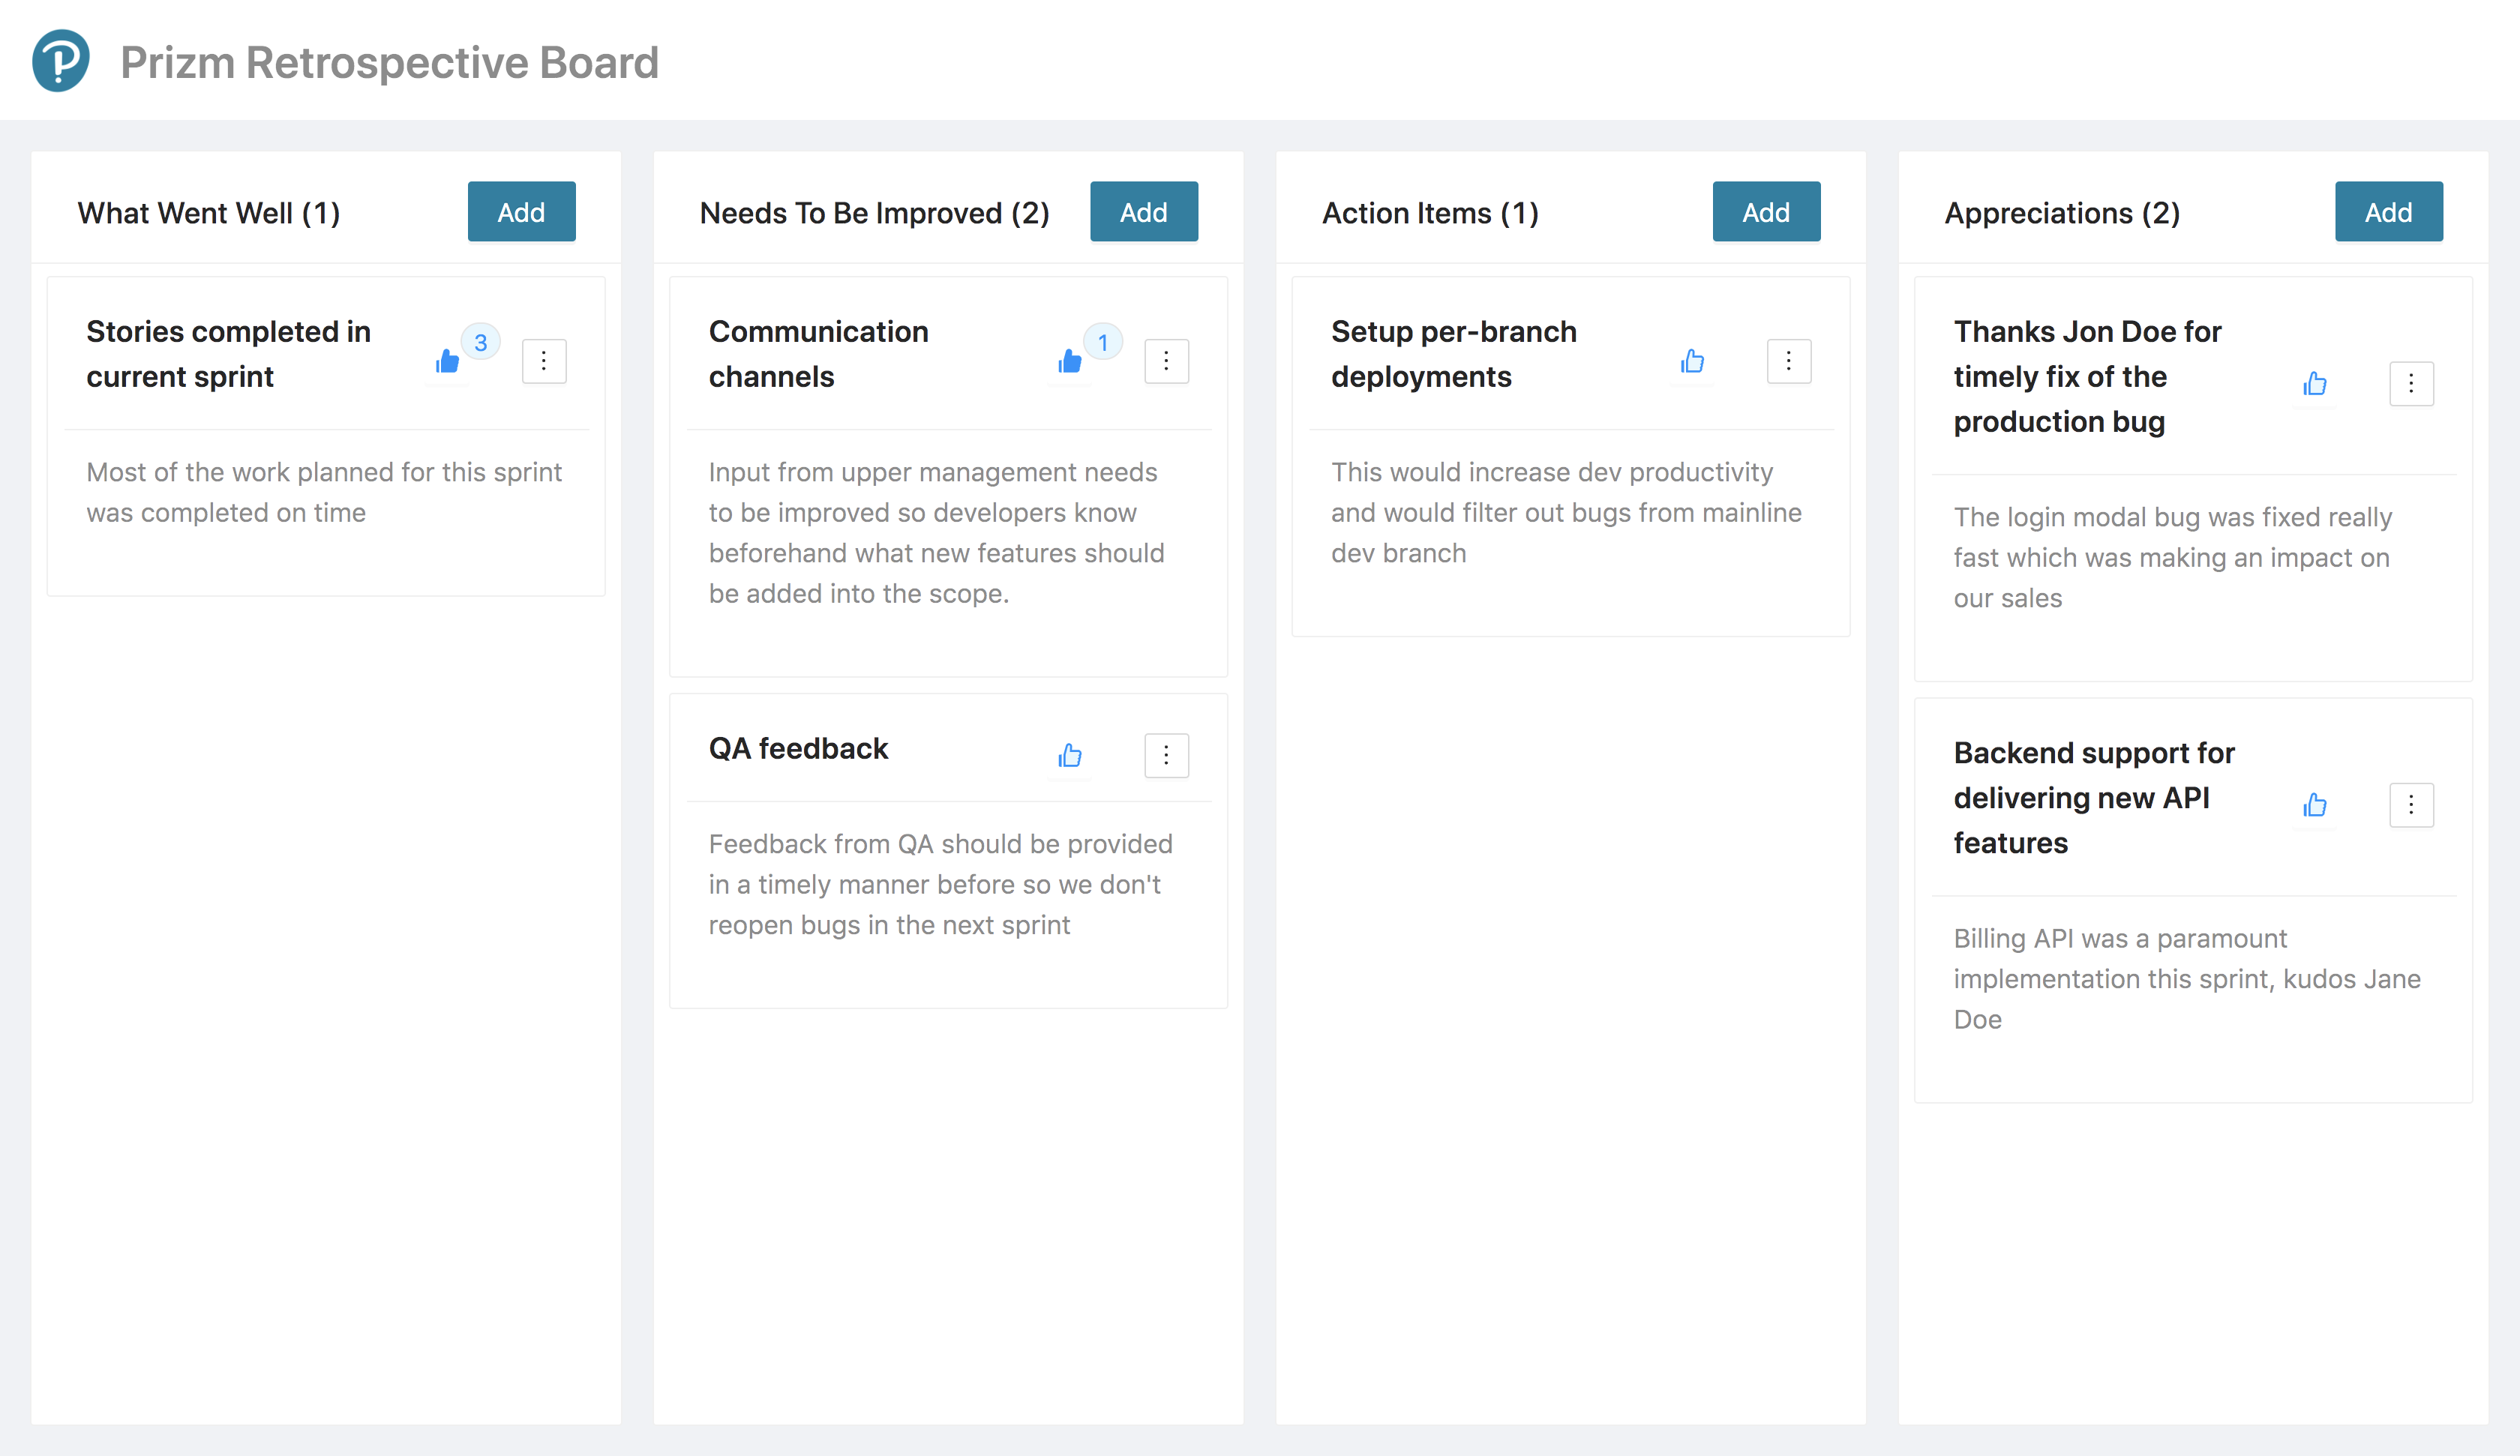 Prizm Retrospective Board
What Went Well (1)
Add
Stories completed in
current sprint
3
Most of the work planned for this sprint
was completed on time
Needs To Be Improved (2)
Add
Communication
channels
1
Input from upper management needs
to be improved so developers know
beforehand what new features should
be added into the scope.
QA feedback
Feedback from QA should be provided
in a timely manner before so we don't
reopen bugs in the next sprint
Action Items (1)
Add
Setup per-branch
deployments
This would increase dev productivity
and would filter out bugs from mainline
dev branch
Appreciations (2)
Add
Thanks Jon Doe for
timely fix of the
production bug
The login modal bug was fixed really
fast which was making an impact on
our sales
Backend support for
delivering new API
features
Billing API was a paramount
implementation this sprint, kudos Jane
Doe